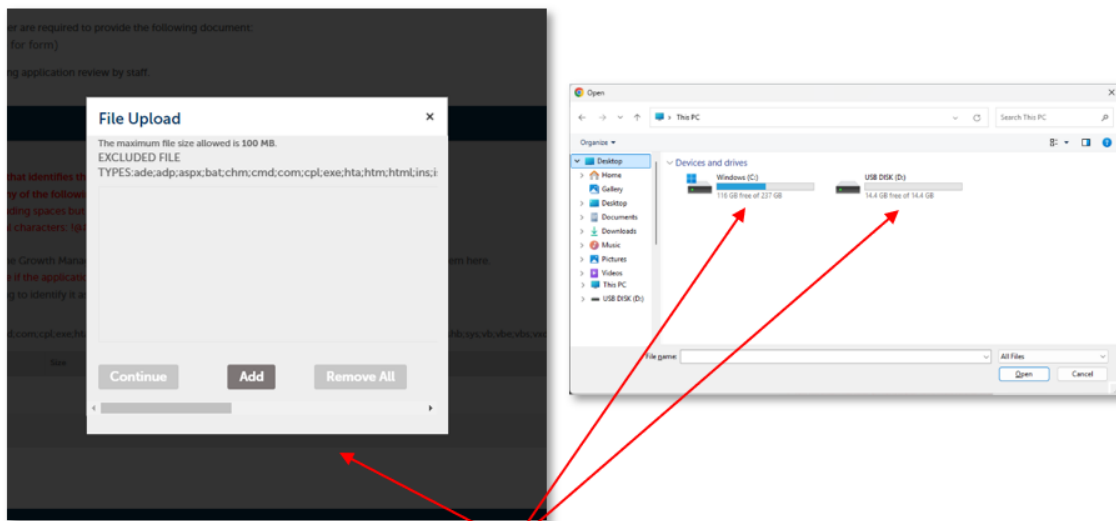 er are required to provide the following document:
for form)
ng application review by staff.
File Upload
The maximum file size allowed is 100 MB.
EXCLUDED FILE
TYPES:ade;adp;aspx;bat;chm;cmd;com;cpl;exe;hta;htm;html;ins;i
that identifies th
ny of the followi
ding spaces but
t characters: !@
e Growth Mana
em here.
e if the applicatio
g to identify it a
d;com;cpl;exe;ht
hb;sys;vb;vbe;vbs;vxd
Size
Continue
Add
Remove All
Open
This PC
Search This PC
Organize
Desktop
Home
Gallery
Desktop
Documents
Downloads
Music
Pictures
Videos
This PC
USB DISK (D:)
Devices and drives
Windows (C:)
116 GB free of 237 GB
USB DISK (D:)
14.4 GB free of 14.4 GB
File name:
All Files
Open
Cancel